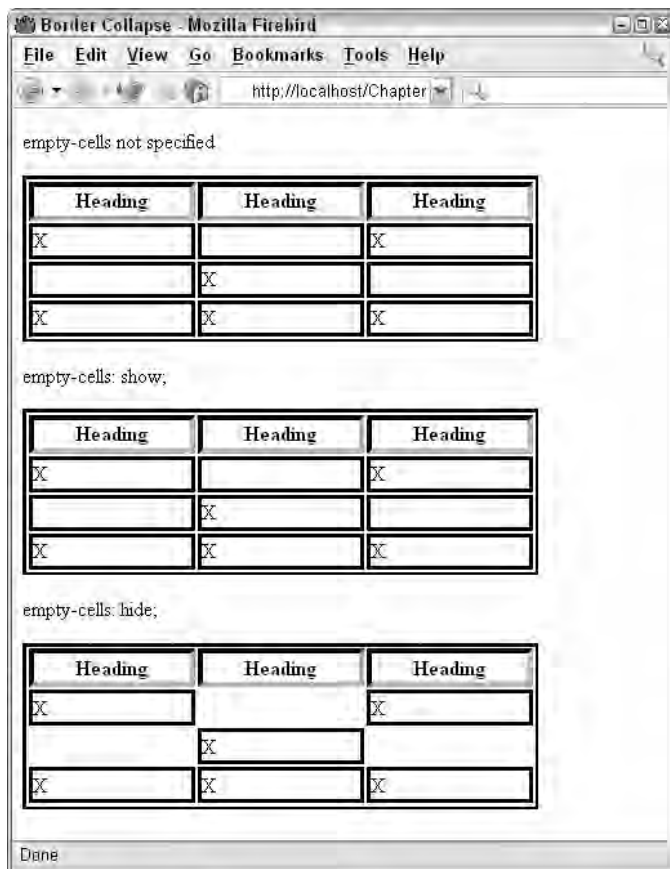 Border Collapse - Mozilla Firebird
File Edit View Go Bookmarks Tools Help
http://localhost/Chapter
empty-cells not specified
Heading Heading Heading
X X
X
X X X
empty-cells: show;
Heading Heading Heading
X X
X
X X X
empty-cells: hide;
Heading Heading Heading
X X
X
X X X
Done